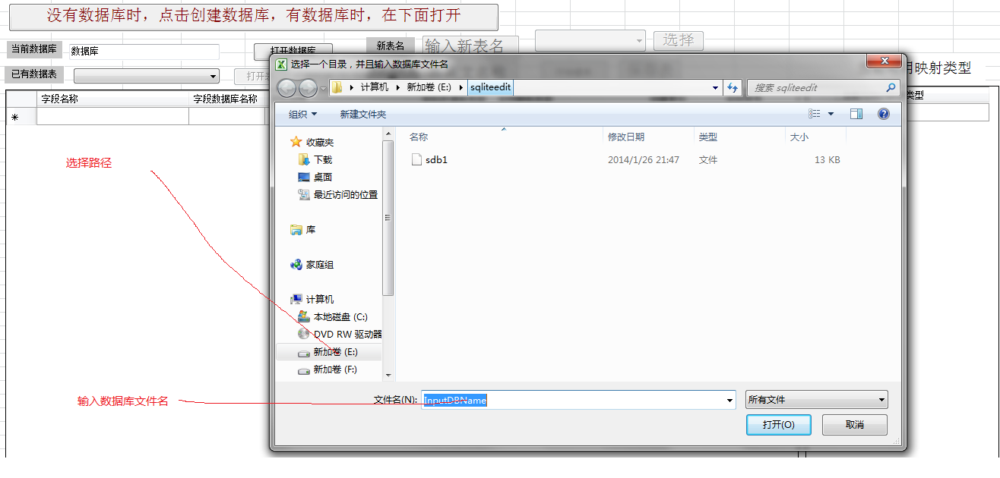 没有数据库时，点击创建数据库，有数据库时，在下面打开
当前数据库
数据库
打开数据库
新表名
输入新表名
选择
已有数据表
打开
用映射类型
字段名称
字段数据库名称
类型
*
选择一个目录，并且输入数据库文件名
计算机
新加卷 (E:)
sqliteedit
搜索 sqliteedit
组织
新建文件夹
收藏夹
下载
桌面
最近访问的位置
库
家庭组
计算机
本地磁盘 (C:)
DVD RW 驱动器
新加卷 (E:)
新加卷 (F:)
名称
修改日期
类型
大小
sdb1
2014/1/26 21:47
文件
13 KB
选择路径
输入数据库文件名
文件名(N):
InputDBName
所有文件
打开(O)
取消